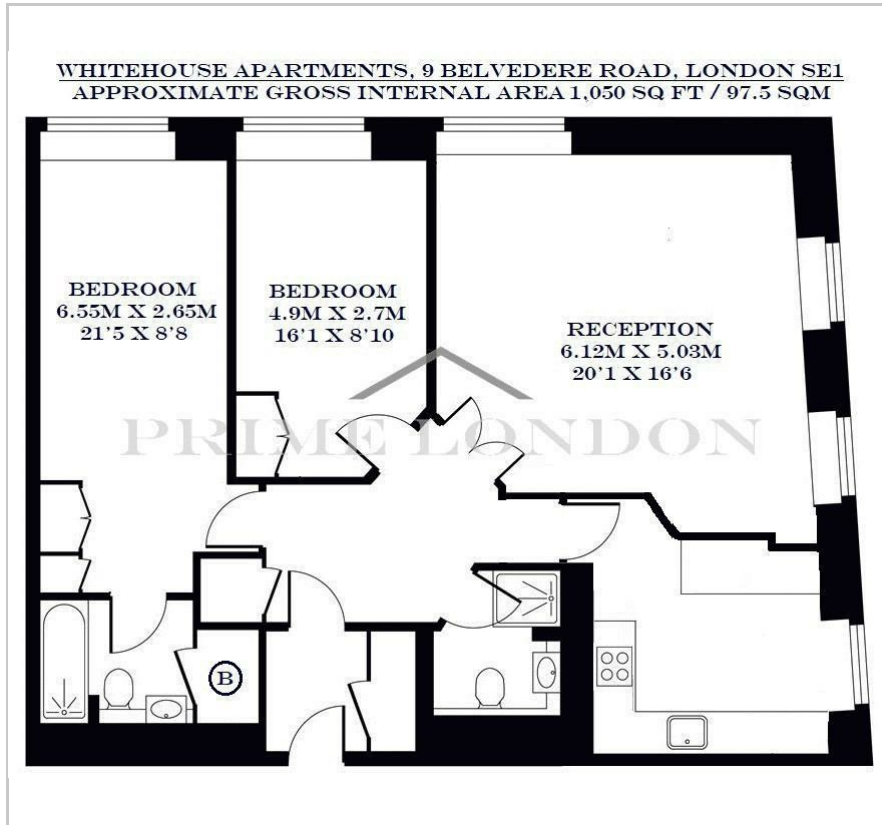 WHITEHOUSE APARTMENTS, 9 BELVEDERE ROAD, LONDON SE1
APPROXIMATE GROSS INTERNAL AREA 1,050 SQ FT / 97.5 SQM
BEDROOM
6.55M X 2.65M
21'5 X 8'8
BEDROOM
4.9M X 2.7M
16'1 X 8'10
RECEPTION
6.12M X 5.03M
20'1 X 16'6
PRIME LONDON
B